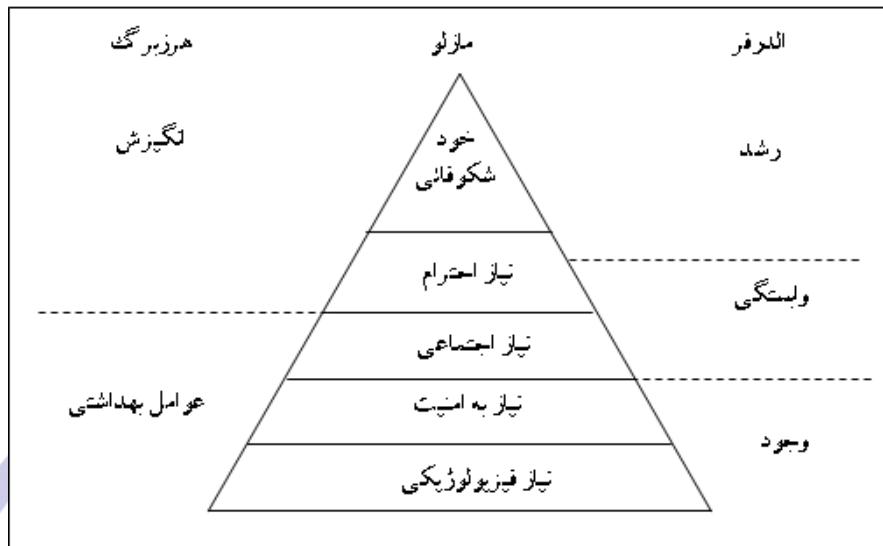 الدرفر
مازلو
هرزبرگ
رشد
خود
شکوفائی
انگیزش
نیاز احترام
وابستگی
نیاز اجتماعی
نیاز به امنیت
عوامل بهداشتی
وجود
نیاز فیزیولوژیکی